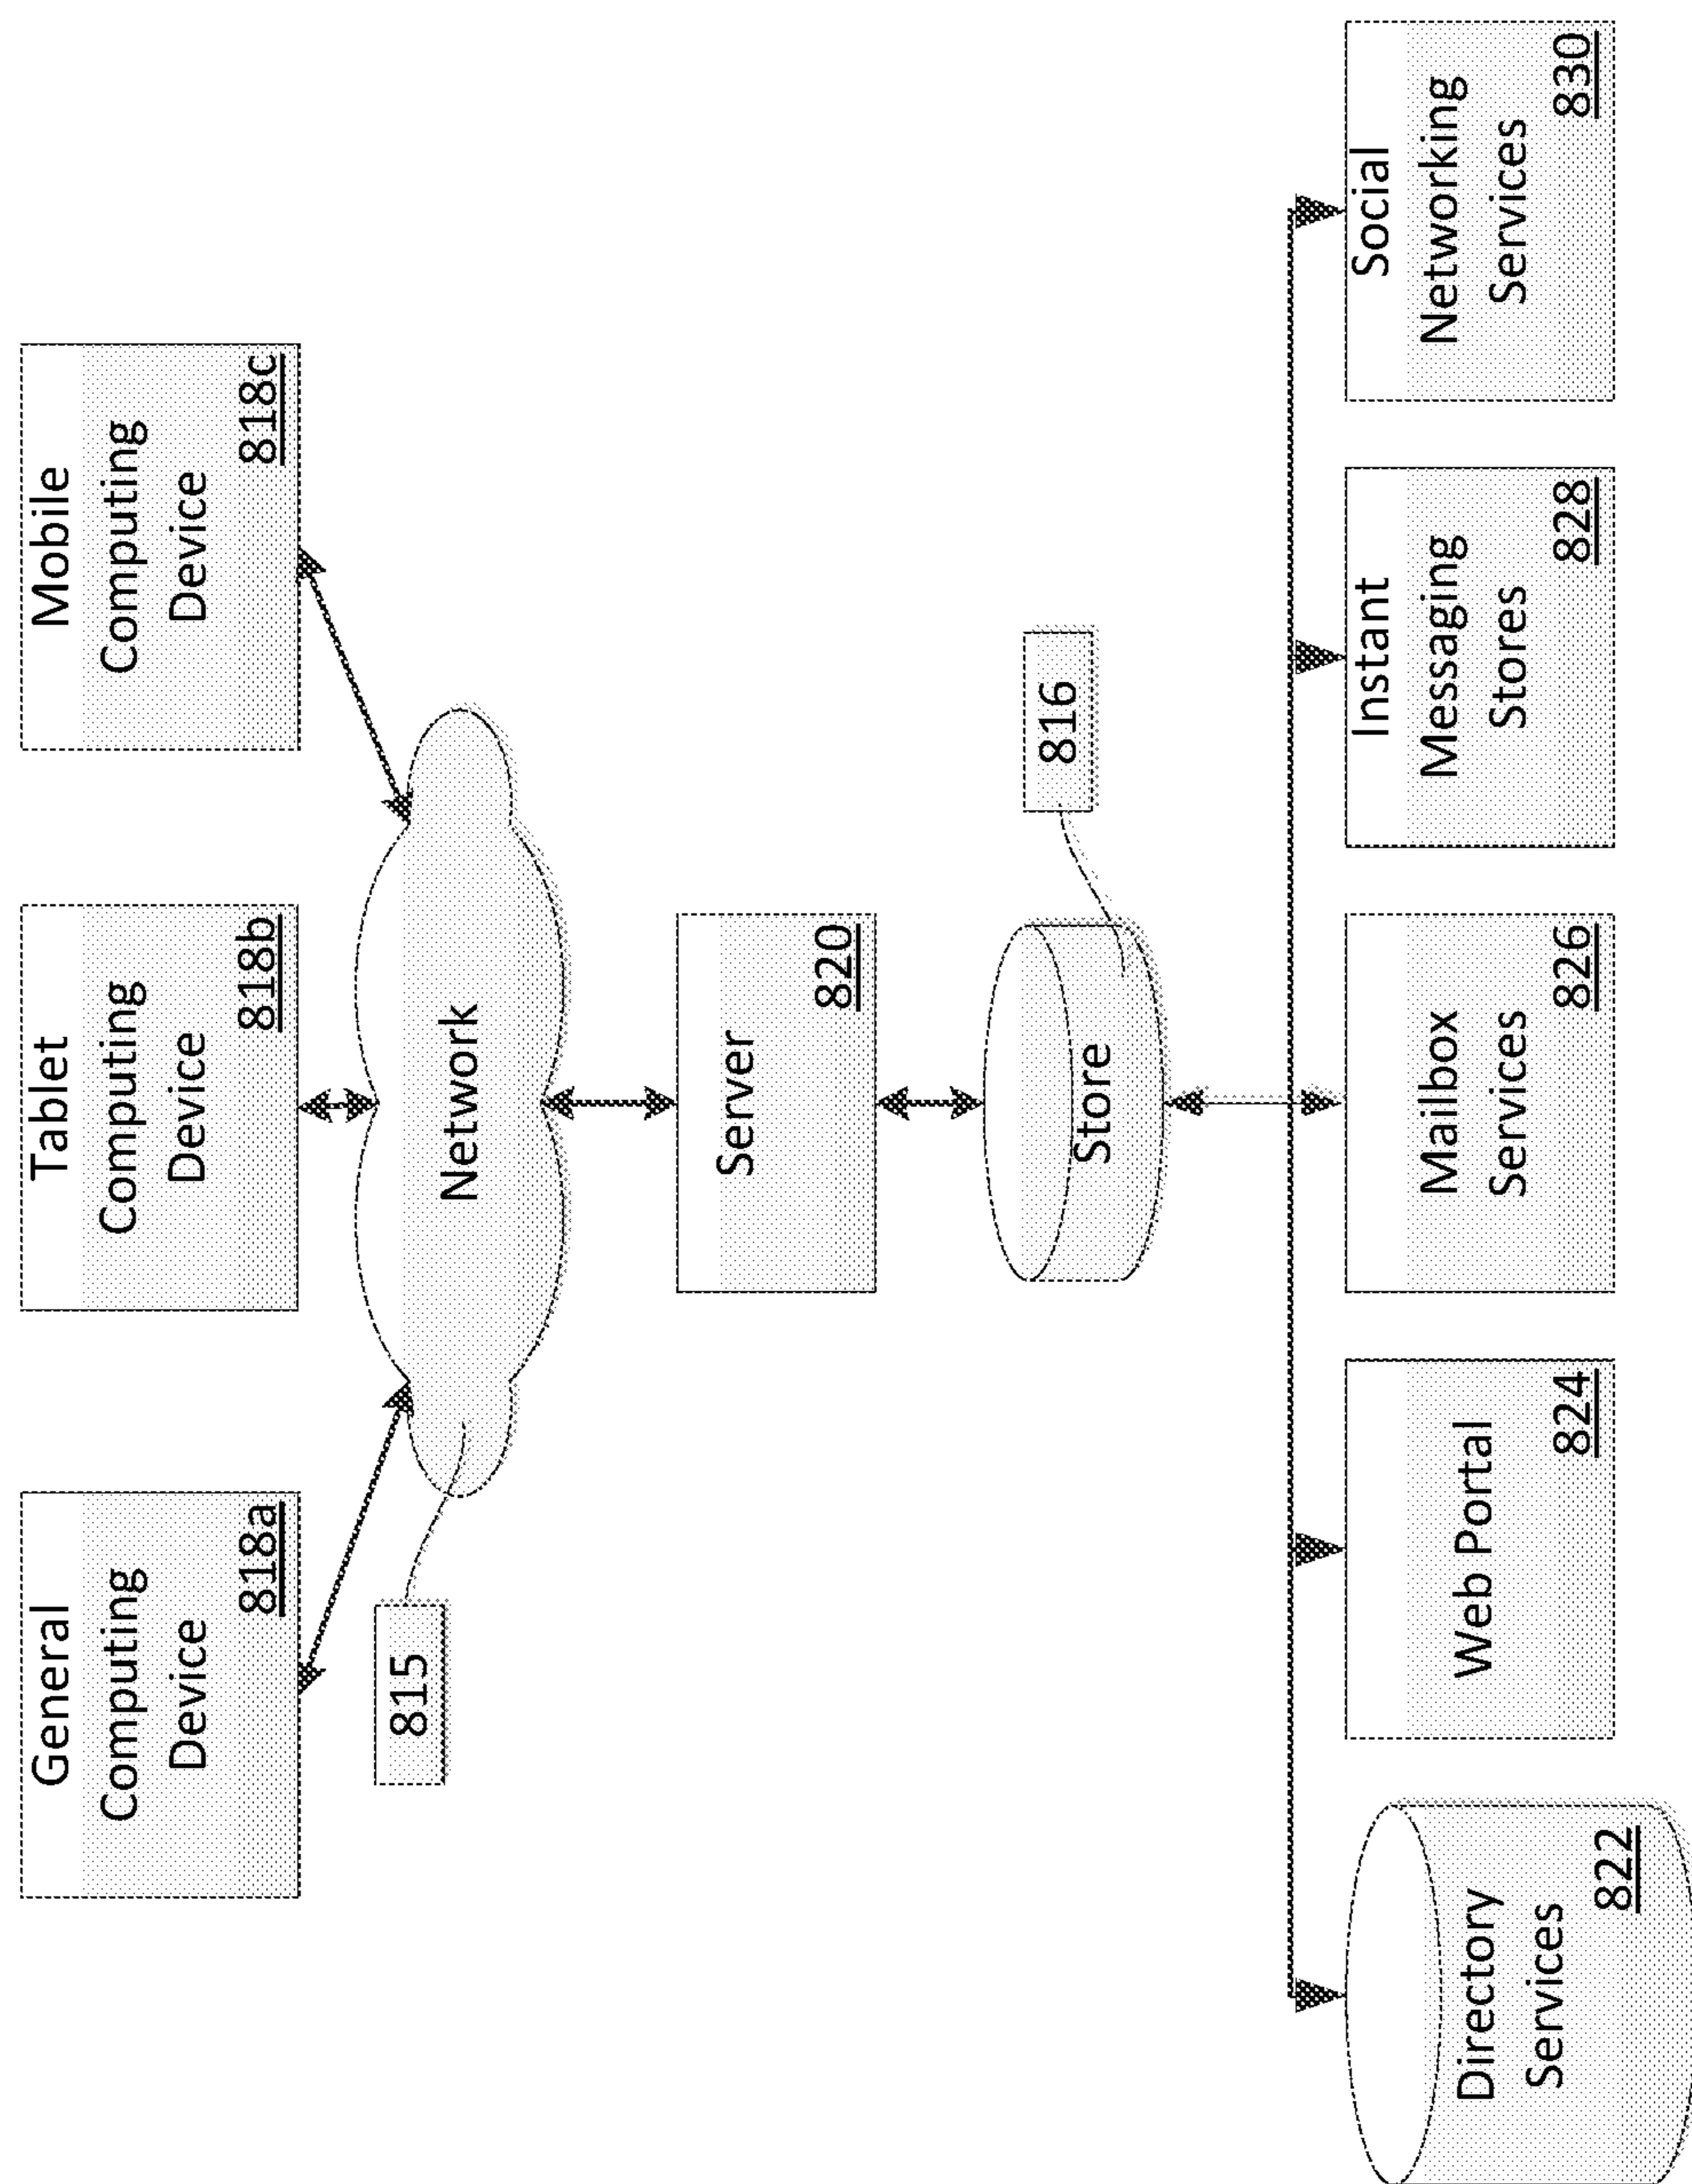 General
Computing
Device
818a
Tablet
Computing
Device
818b
Mobile
Computing
Device
818c
815
Network
Server
820
Store
816
Directory
Services
822
Web Portal
824
Mailbox
Services
826
Instant
Messaging
Stores
828
Social
Networking
Services
830